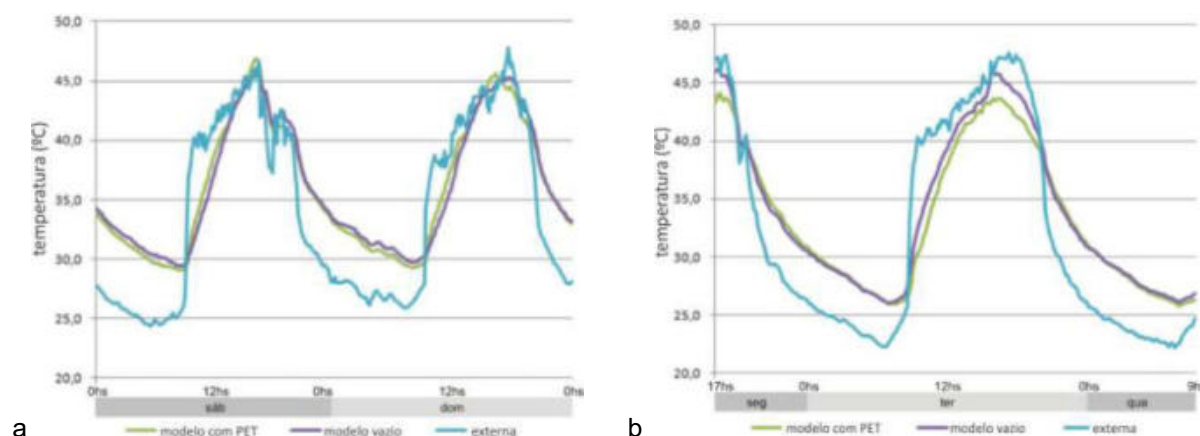 50,0
45,0
40,0
35,0
30,0
25,0
20,0
temperatura (ºC)
0hs 12hs 0hs 12hs 0hs
sáb dom
modelo com PET modelo vazio externa
a
50,0
45,0
40,0
35,0
30,0
25,0
20,0
temperatura (ºC)
17hs 0hs 12hs 0hs 9h
seg ter qua
modelo com PET modelo vazio externa
b